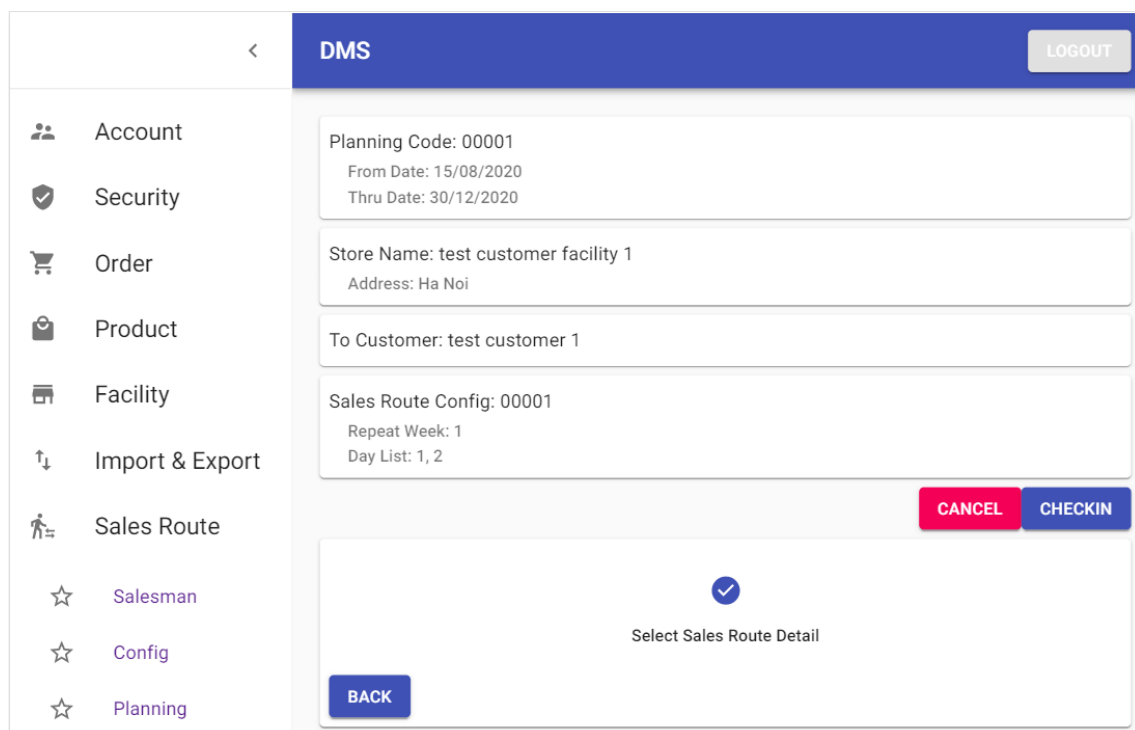 DMS
LOGOUT
Account
Security
Order
Product
Facility
Import & Export
Sales Route
Salesman
Config
Planning
Planning Code: 00001
From Date: 15/08/2020
Thru Date: 30/12/2020
Store Name: test customer facility 1
Address: Ha Noi
To Customer: test customer 1
Sales Route Config: 00001
Repeat Week: 1
Day List: 1, 2
CANCEL
CHECKIN
Select Sales Route Detail
BACK